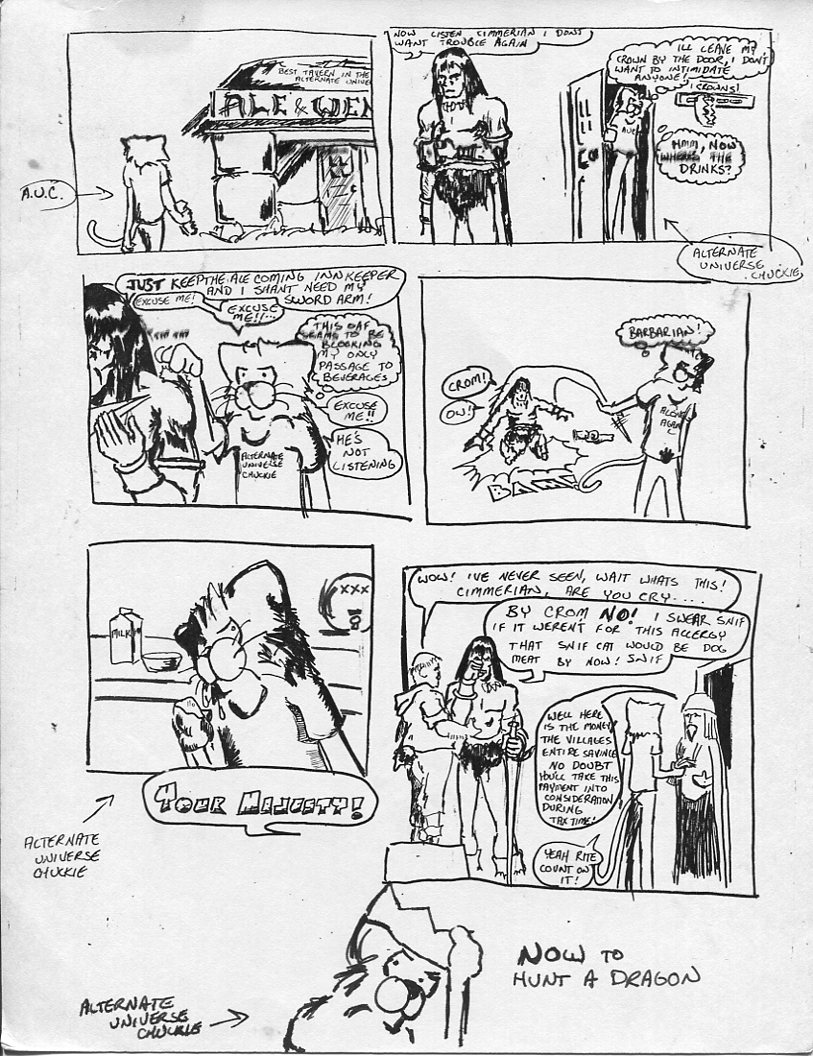 BEST TAVERN IN THE
ALTERNATE UNIVER
ALE & WEN
A.U.C.
NOW LISTEN CIMMERIAN I DONT
WANT TROUBLE AGAIN
ILL LEAVE MY
CROWN BY THE DOOR, I DON'T
WANT TO INTIMIDATE
ANYONE!
CROWNS!
AUC
HMM, NOW
WHERES THE
DRINKS?
ALTERNATE
UNIVERSE
CHUCKIE
JUST KEEP THE ALE COMING INNKEEPER
AND I SHANT NEED MY
SWORD ARM!
EXCUSE ME!
EXCUSE
ME!!...
TAP TAP
THIS OAF
SEAMS TO BE
BLOCKING
MY ONLY
PASSAGE TO
BEVERAGES
EXCUSE
ME!!
HE'S
NOT
LISTENING
ALTERNATE
UNIVERSE
CHUCKIE
BARBARIAN!
CROM!
OW!
BAM!
MILK
XXX
YOUR MAJESTY!
ALTERNATE
UNIVERSE
CHUCKIE
WOW! I'VE NEVER SEEN, WAIT WHATS THIS!
CIMMERIAN, ARE YOU CRY....
BY CROM NO! I SWEAR SNIF
IF IT WERENT FOR THIS ALLERGY
THAT SNIF CAT WOULD BE DOG
MEAT BY NOW! SNIF
WELL HERE
IS THE MONEY
THE VILLAGES
ENTIRE SAVINGS
NO DOUBT
YOU'LL TAKE THIS
PAYMENT INTO
CONSIDERATION
DURING
TAX TIME!
YEAH RITE
COUNT ON
IT!
NOW TO
HUNT A DRAGON
ALTERNATE
UNIVERSE
CHUCKIE